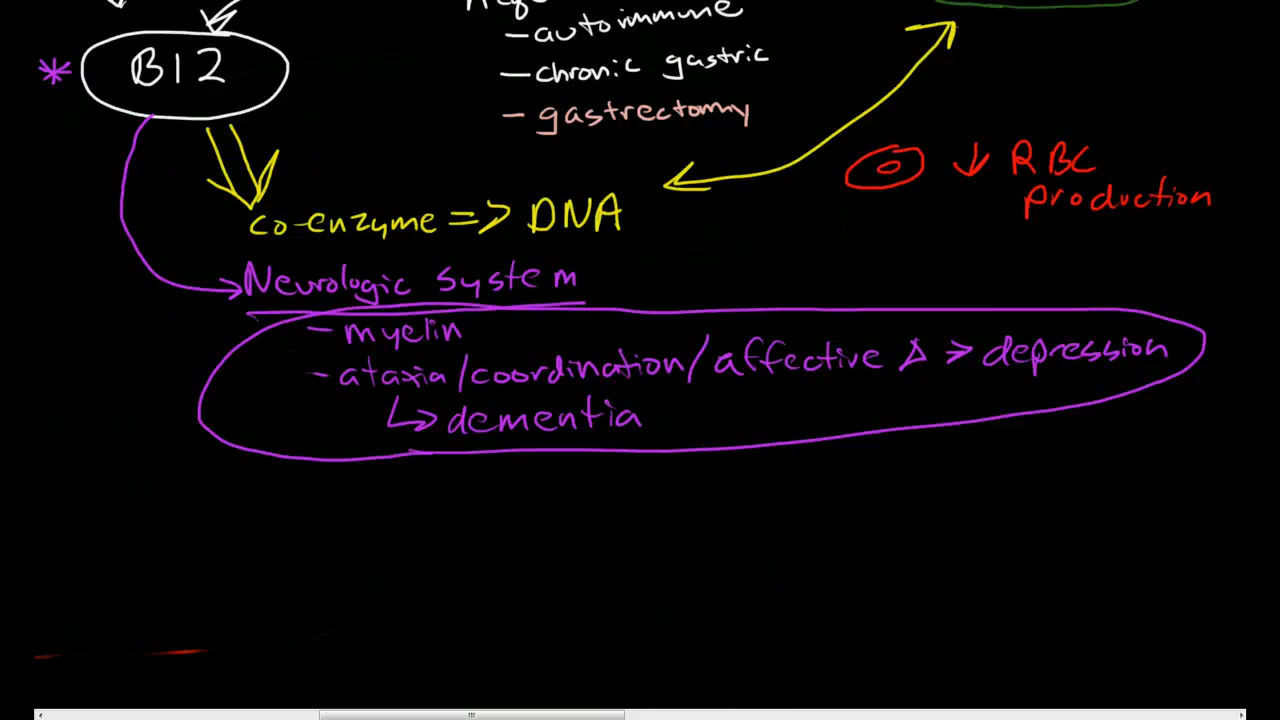 - autoimmune
* B12
- chronic gastric
- gastrectomy
↓ RBC
production
co-enzyme => DNA
Neurologic system
- myelin
- ataxia/coordination/affective Δ > depression
↳ dementia